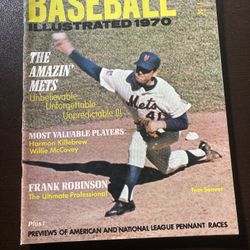 BASEBALL
ILLUSTRATED 1970
THE
AMAZIN'
METS
Unbelievable
Unforgettable
Unpredictable !!!
Mets
41
MOST VALUABLE PLAYERS
Harmon Killebrew
Willie McCovey
FRANK ROBINSON
The Ultimate Professional
Tom Seaver
Plus:
PREVIEWS OF AMERICAN AND NATIONAL LEAGUE PENNANT RACES